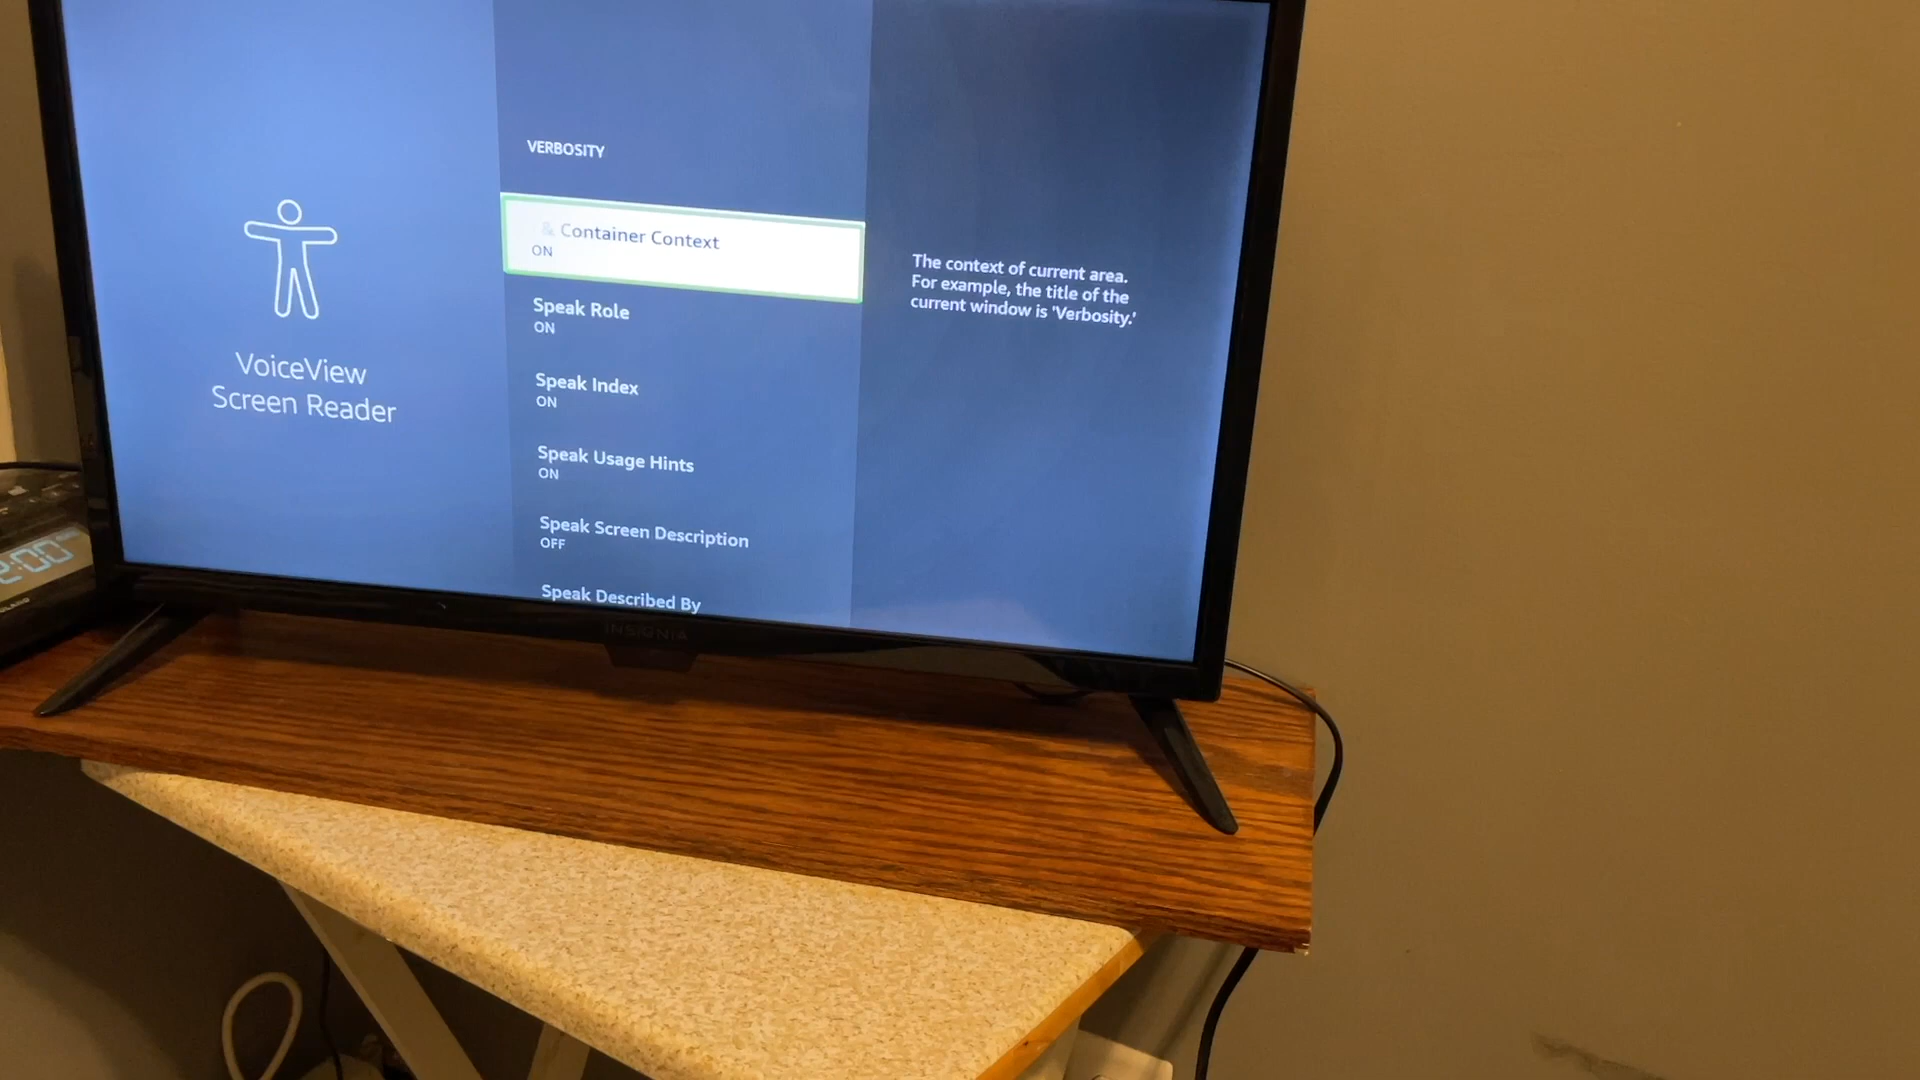 VERBOSITY
& Container Context
ON
Speak Role
ON
Speak Index
ON
Speak Usage Hints
ON
Speak Screen Description
OFF
Speak Described By
VoiceView
Screen Reader
The context of current area.
For example, the title of the
current window is 'Verbosity.'
INSIGNIA
2:00